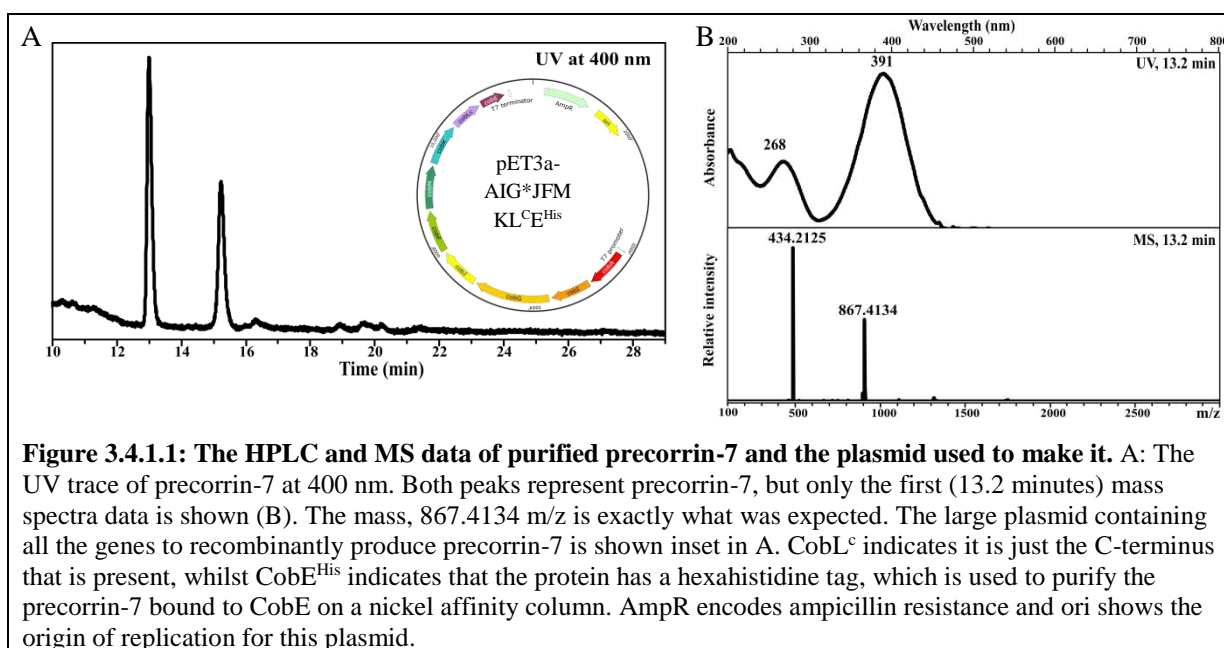 A
UV at 400 nm
T7 terminator
AmpR
ori
pET3a-
AIG*JFM
KL^C E^His
T7 promoter
cobG
10 12 14 16 18 20 22 24 26 28
Time (min)
B
Wavelength (nm)
200 300 400 500 600 700 800
391
UV, 13.2 min
268
Absorbance
434.2125
MS, 13.2 min
867.4134
Relative intensity
100 500 1000 1500 2000 2500 m/z
Figure 3.4.1.1: The HPLC and MS data of purified precorrin-7 and the plasmid used to make it. A: The
UV trace of precorrin-7 at 400 nm. Both peaks represent precorrin-7, but only the first (13.2 minutes) mass
spectra data is shown (B). The mass, 867.4134 m/z is exactly what was expected. The large plasmid containing
all the genes to recombinantly produce precorrin-7 is shown inset in A. CobL^c indicates it is just the C-terminus
that is present, whilst CobE^His indicates that the protein has a hexahistidine tag, which is used to purify the
precorrin-7 bound to CobE on a nickel affinity column. AmpR encodes ampicillin resistance and ori shows the
origin of replication for this plasmid.